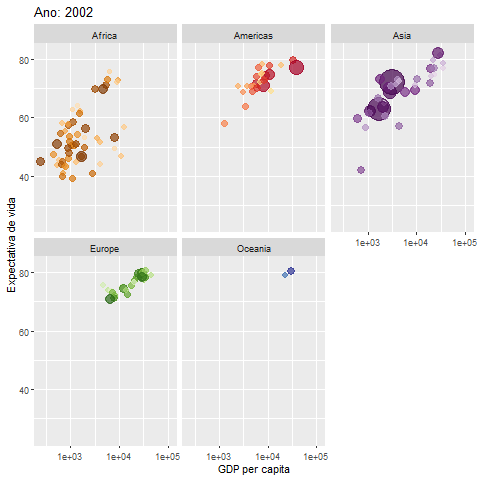 Ano: 2002
Africa
Americas
Asia
80
60
40
1e+03
1e+04
1e+05
Europe
Oceania
80
60
40
1e+03
1e+04
1e+05
1e+03
1e+04
1e+05
Expectativa de vida
GDP per capita